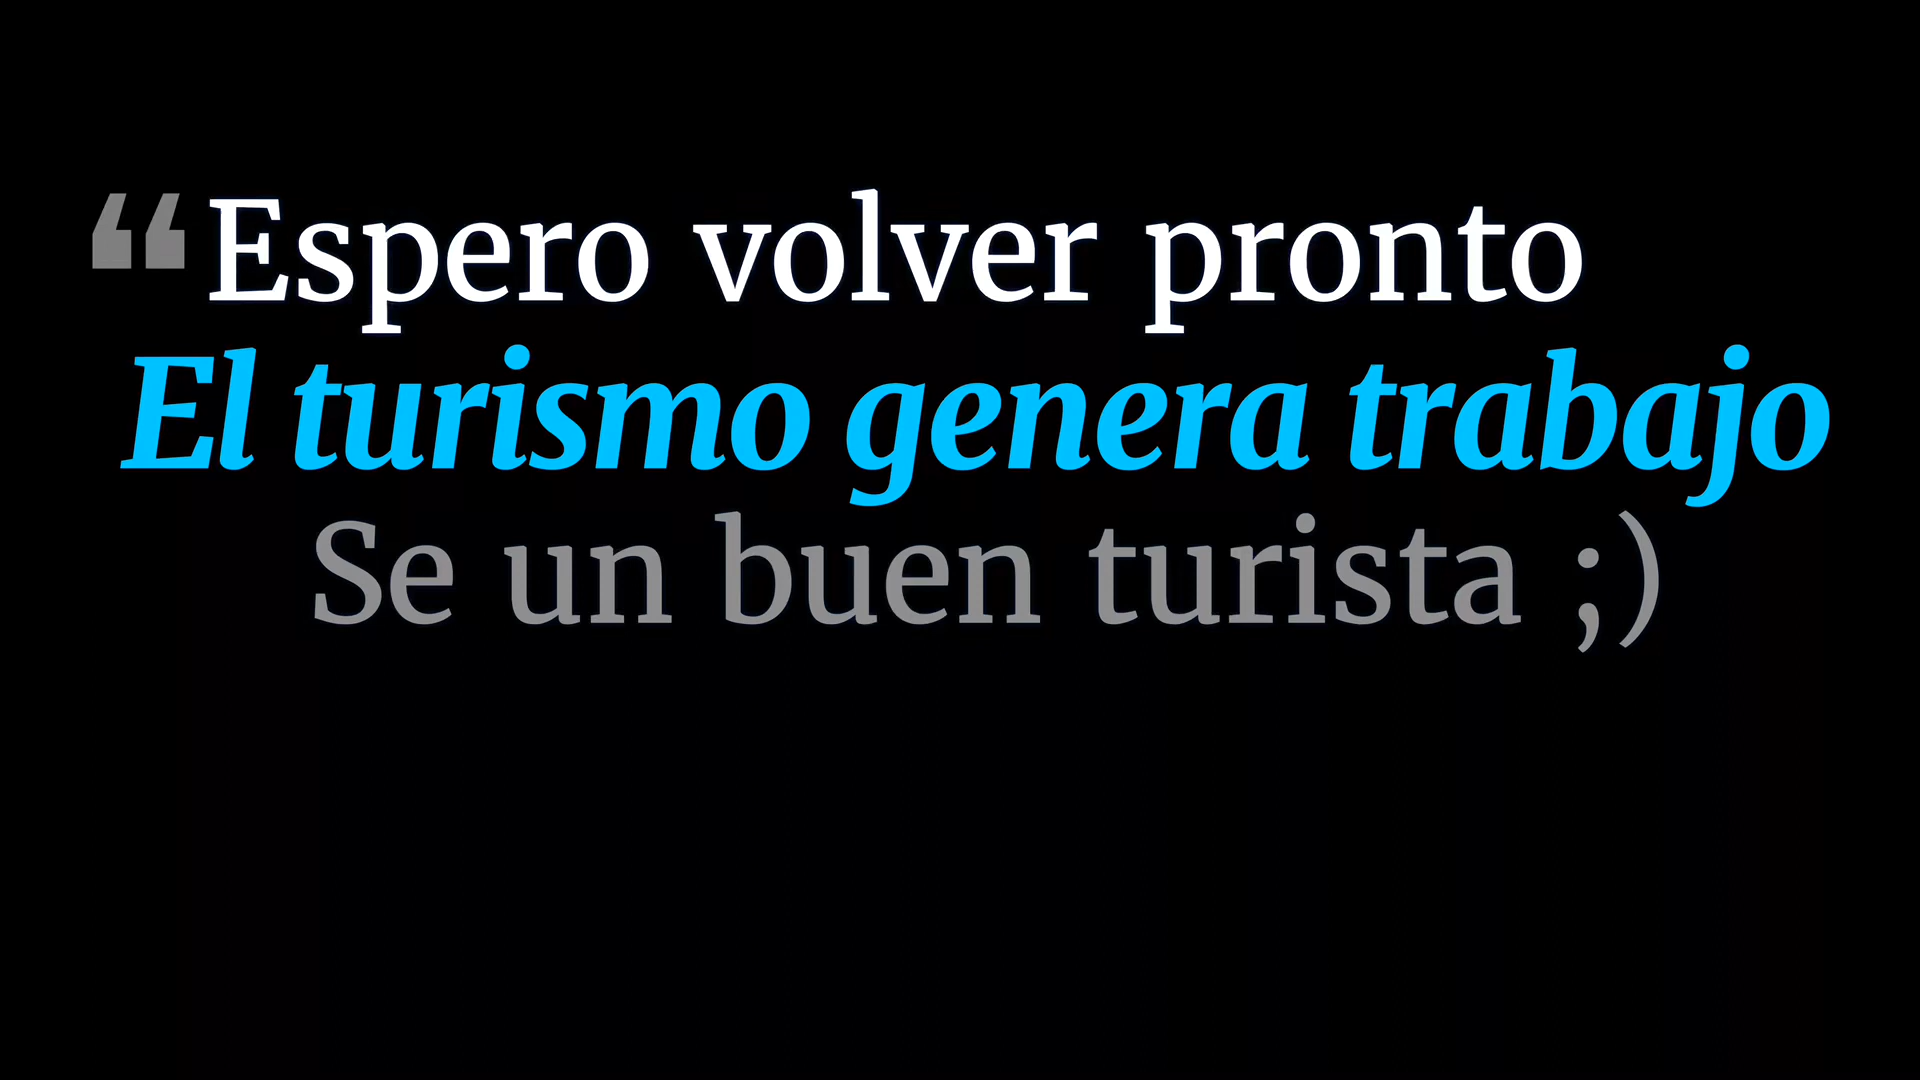 “Espero volver pronto
El turismo genera trabajo
Se un buen turista ;)